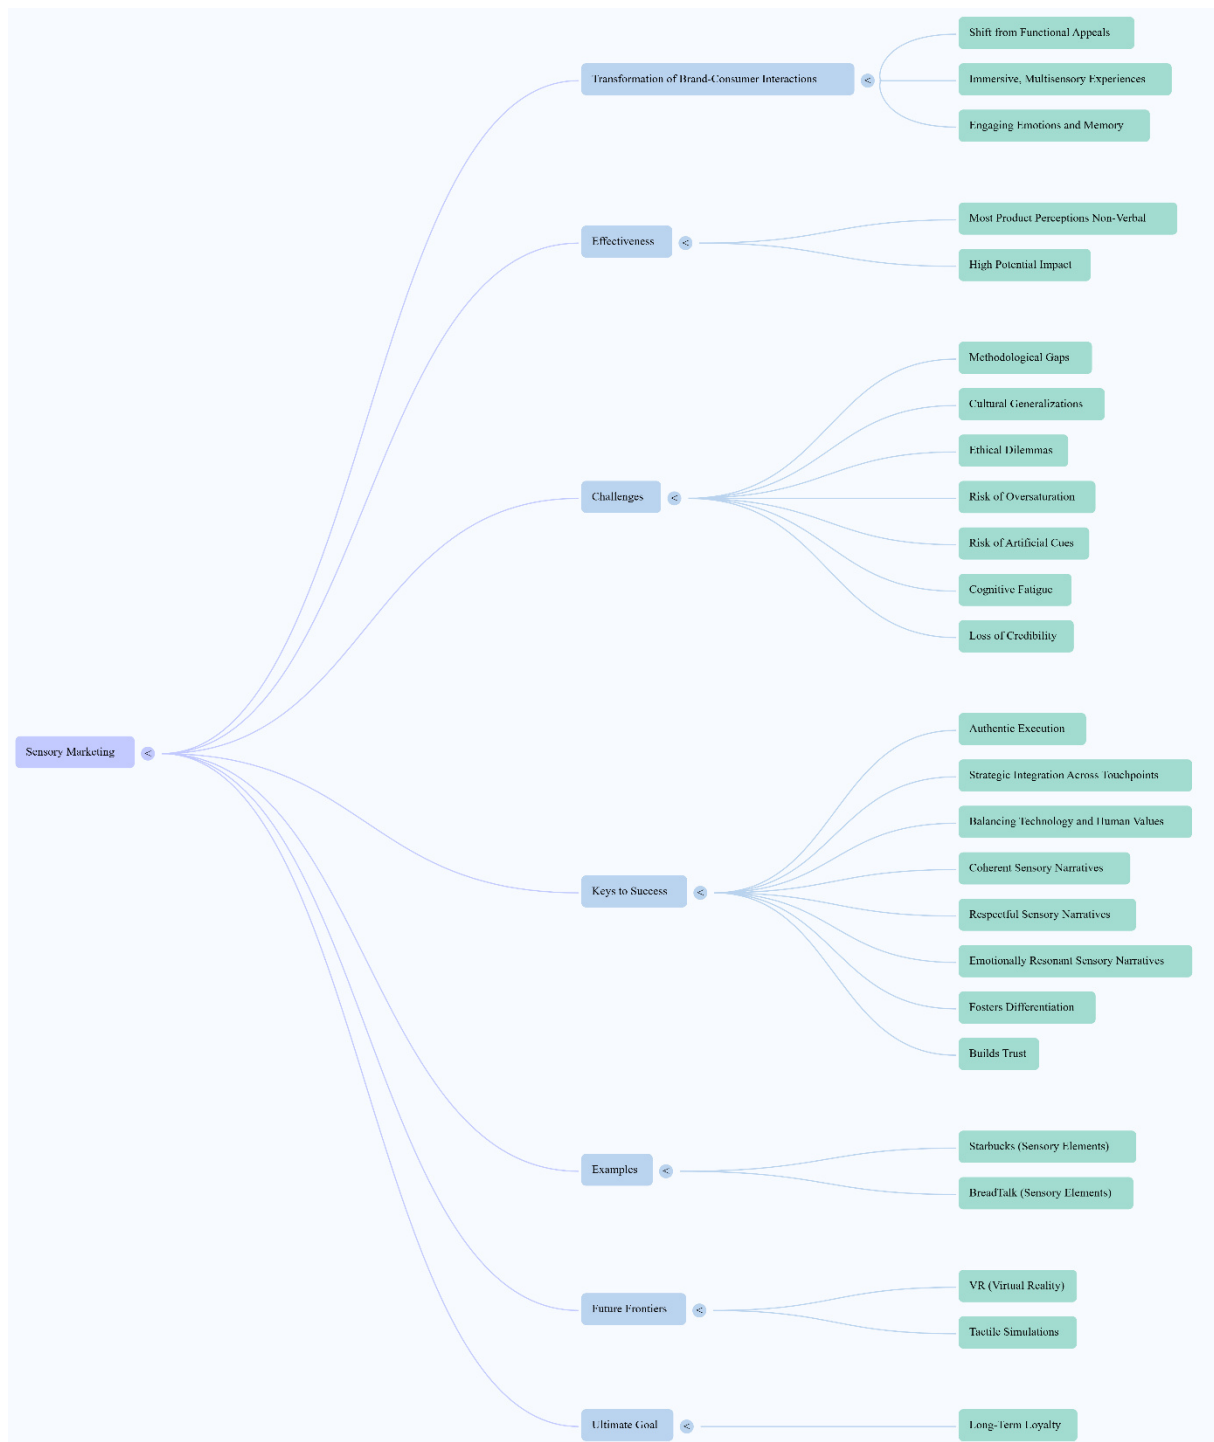 Sensory Marketing
<
Transformation of Brand-Consumer Interactions
<
Shift from Functional Appeals
Immersive, Multisensory Experiences
Engaging Emotions and Memory
Effectiveness
<
Most Product Perceptions Non-Verbal
High Potential Impact
Challenges
<
Methodological Gaps
Cultural Generalizations
Ethical Dilemmas
Risk of Oversaturation
Risk of Artificial Cues
Cognitive Fatigue
Loss of Credibility
Keys to Success
<
Authentic Execution
Strategic Integration Across Touchpoints
Balancing Technology and Human Values
Coherent Sensory Narratives
Respectful Sensory Narratives
Emotionally Resonant Sensory Narratives
Fosters Differentiation
Builds Trust
Examples
<
Starbucks (Sensory Elements)
BreadTalk (Sensory Elements)
Future Frontiers
<
VR (Virtual Reality)
Tactile Simulations
Ultimate Goal
<
Long-Term Loyalty